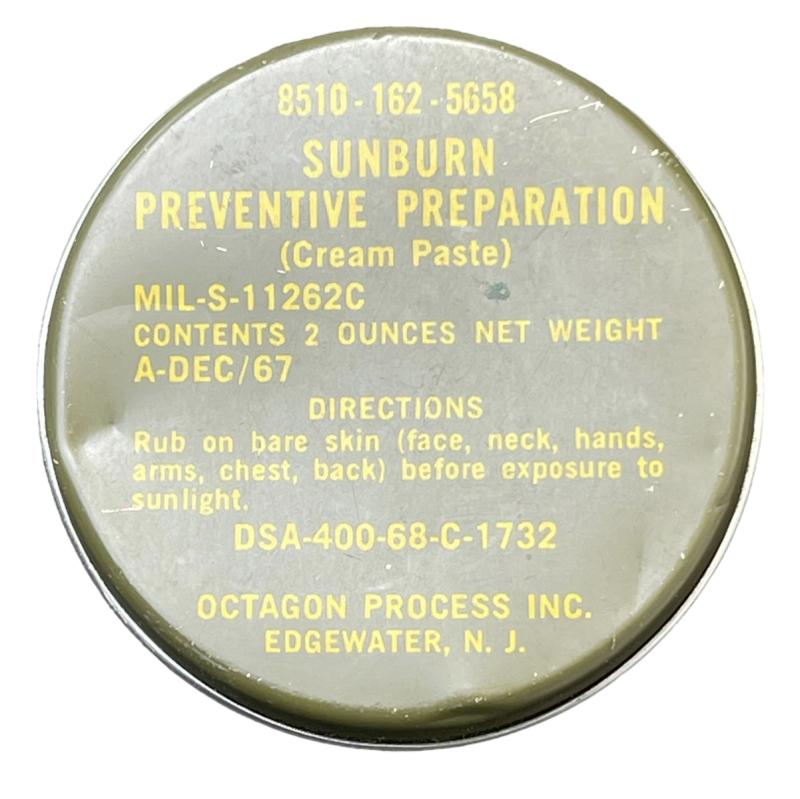 8510-162-5658
SUNBURN
PREVENTIVE PREPARATION
(Cream Paste)
MIL-S-11262C
CONTENTS 2 OUNCES NET WEIGHT
A-DEC/67
DIRECTIONS
Rub on bare skin (face, neck, hands,
arms, chest, back) before exposure to
sunlight.
DSA-400-68-C-1732
OCTAGON PROCESS INC.
EDGEWATER, N. J.